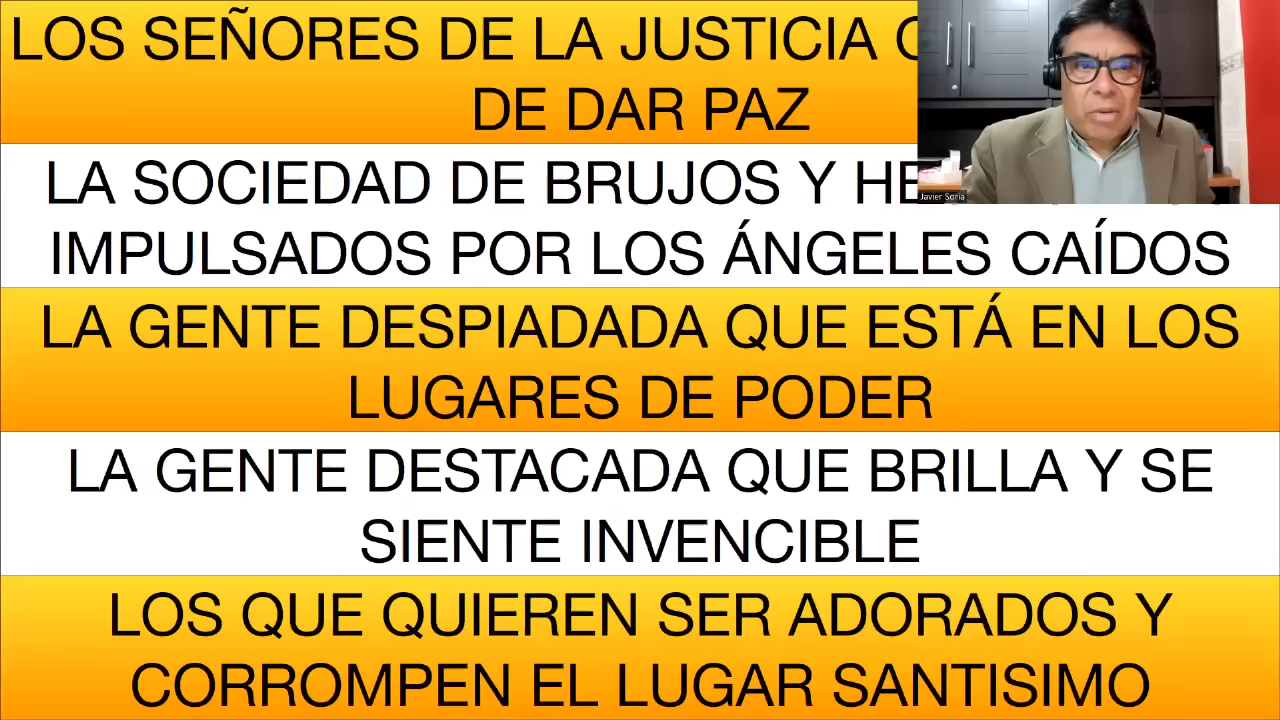 LOS SEÑORES DE LA JUSTICIA
DE DAR PAZ
LA SOCIEDAD DE BRUJOS Y
IMPULSADOS POR LOS ÁNGELES CAÍDOS
LA GENTE DESPIADADA QUE ESTÁ EN LOS
LUGARES DE PODER
LA GENTE DESTACADA QUE BRILLA Y SE
SIENTE INVENCIBLE
LOS QUE QUIEREN SER ADORADOS Y
CORROMPEN EL LUGAR SANTISIMO
Javier Soria